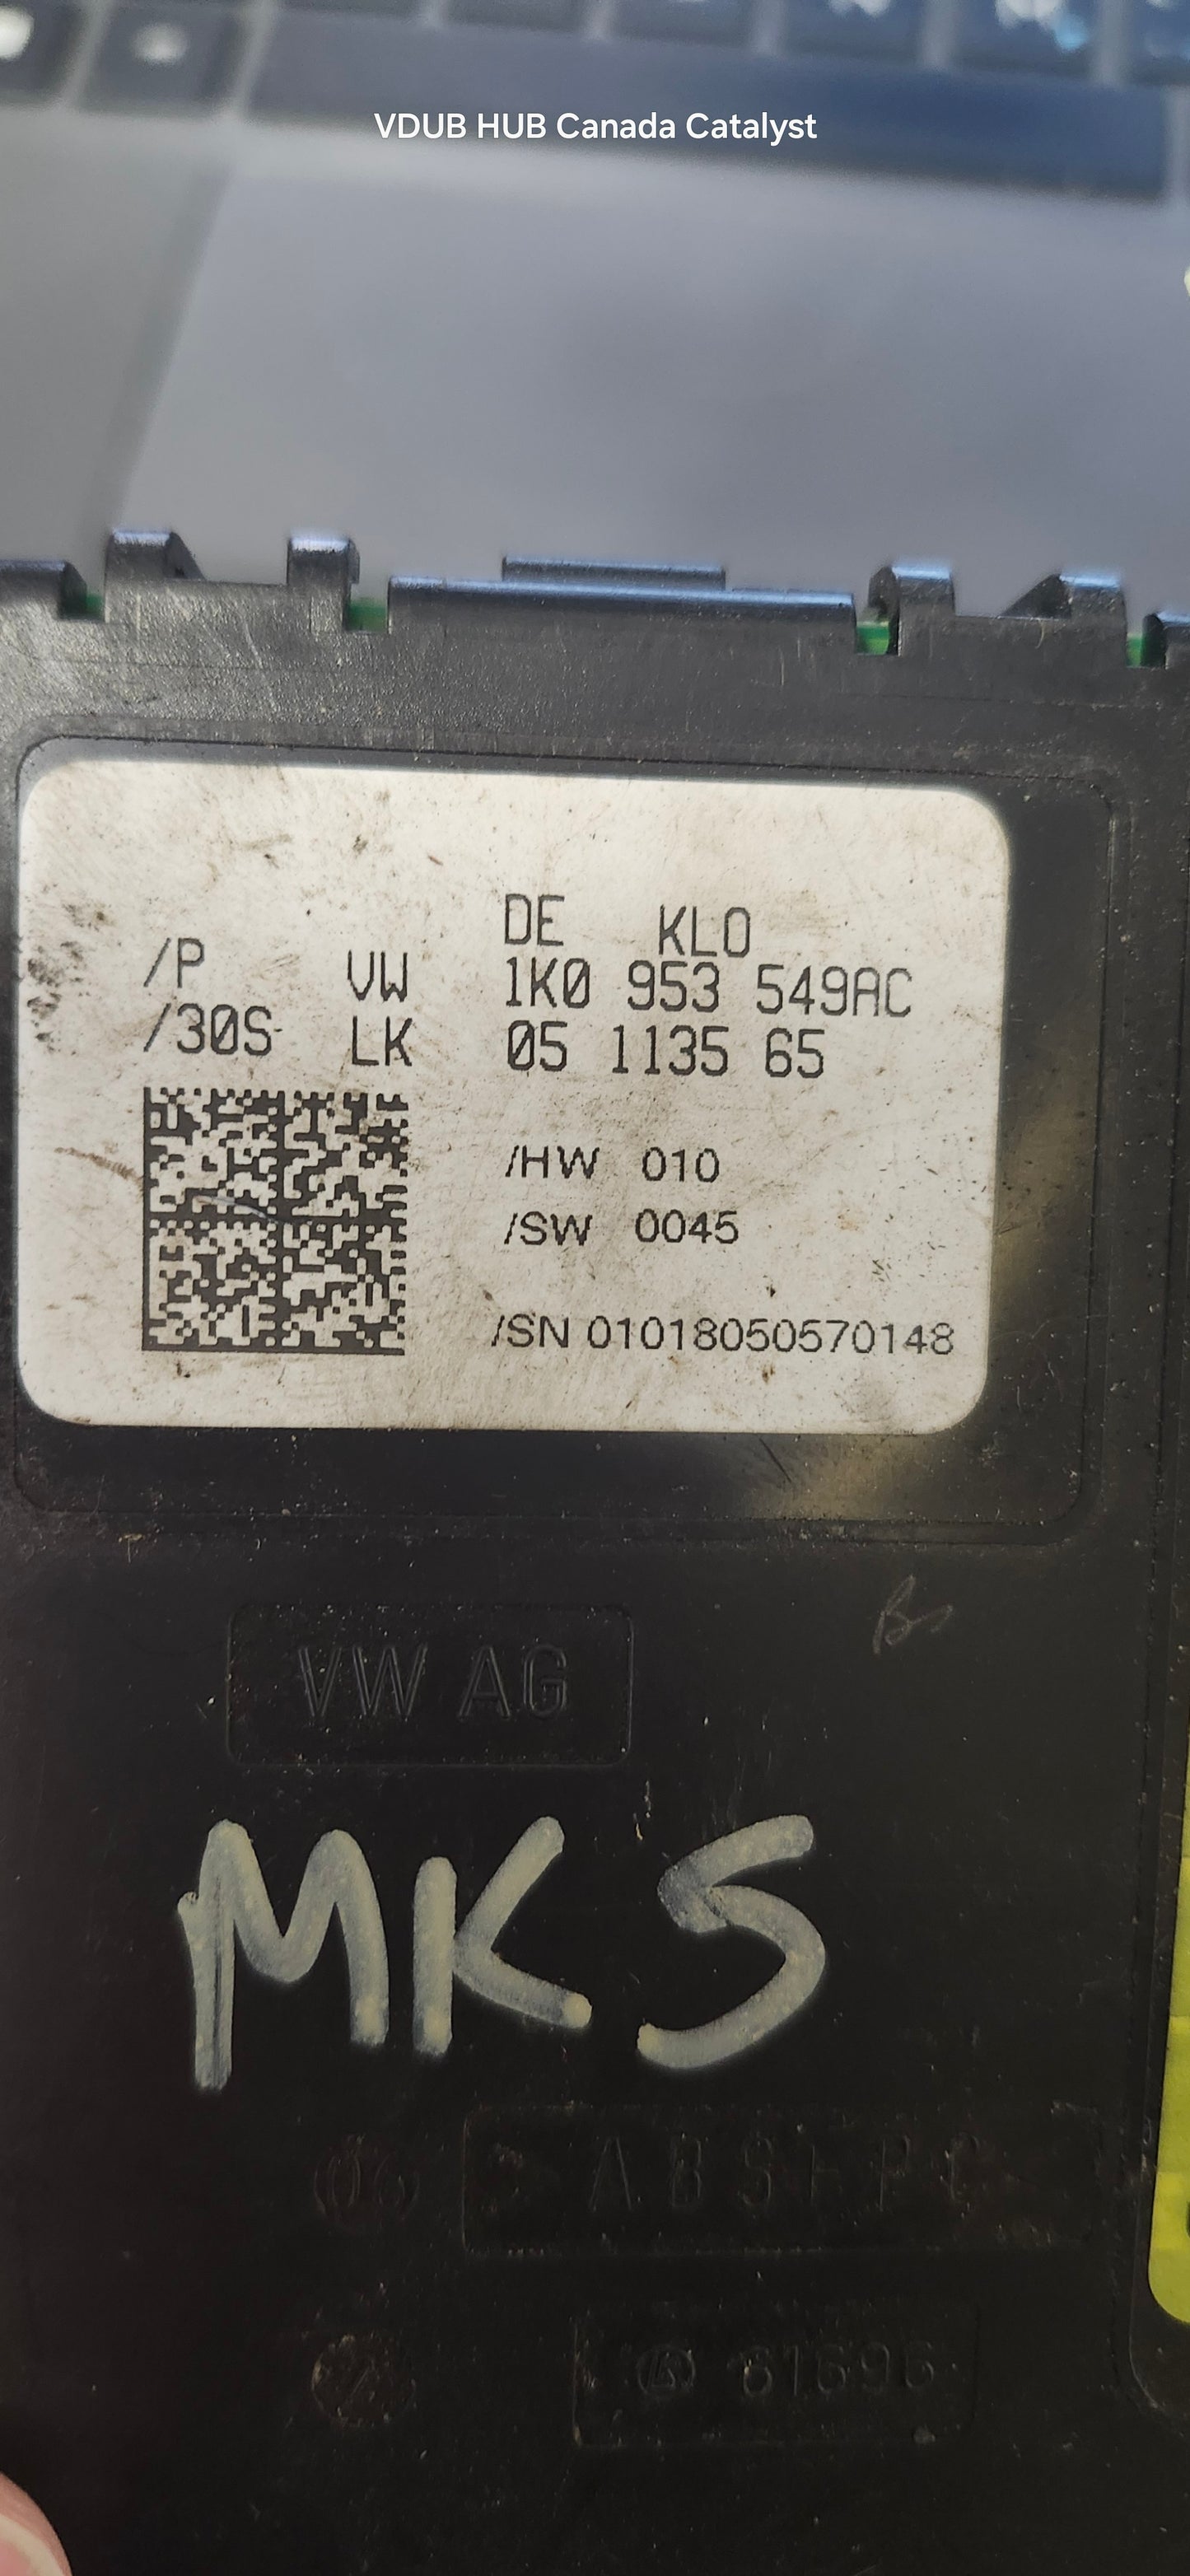 VDUB HUB Canada Catalyst
DE KLO
/P VW 1K0 953 549AC
/30S LK 05 1135 65
/HW 010
/SW 0045
/SN 01018050570148
VW AG
MK5
61696